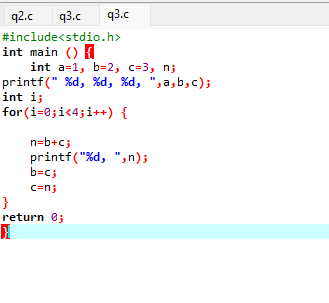 q2.c q3.c q3.c
#include<stdio.h>
int main () {
    int a=1, b=2, c=3, n;
printf(" %d, %d, %d, ",a,b,c);
int i;
for(i=0;i<4;i++) {

    n=b+c;
    printf("%d, ",n);
    b=c;
    c=n;
}
return 0;
}